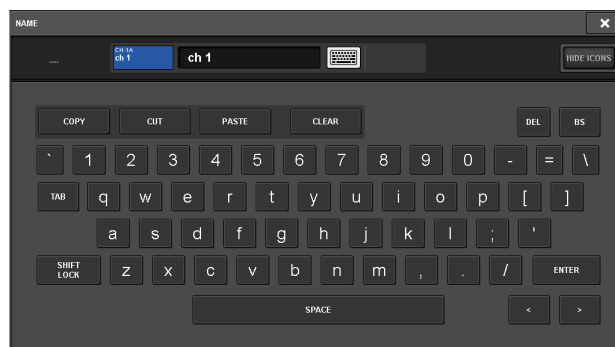 NAME ×
.... CH 1A HIDE ICONS
ch 1 ch 1
COPY CUT PASTE CLEAR DEL BS
` 1 2 3 4 5 6 7 8 9 0 - = \
TAB q w e r t y u i o p [ ]
a s d f g h j k l ; '
SHIFT LOCK z x c v b n m , . / ENTER
SPACE < >